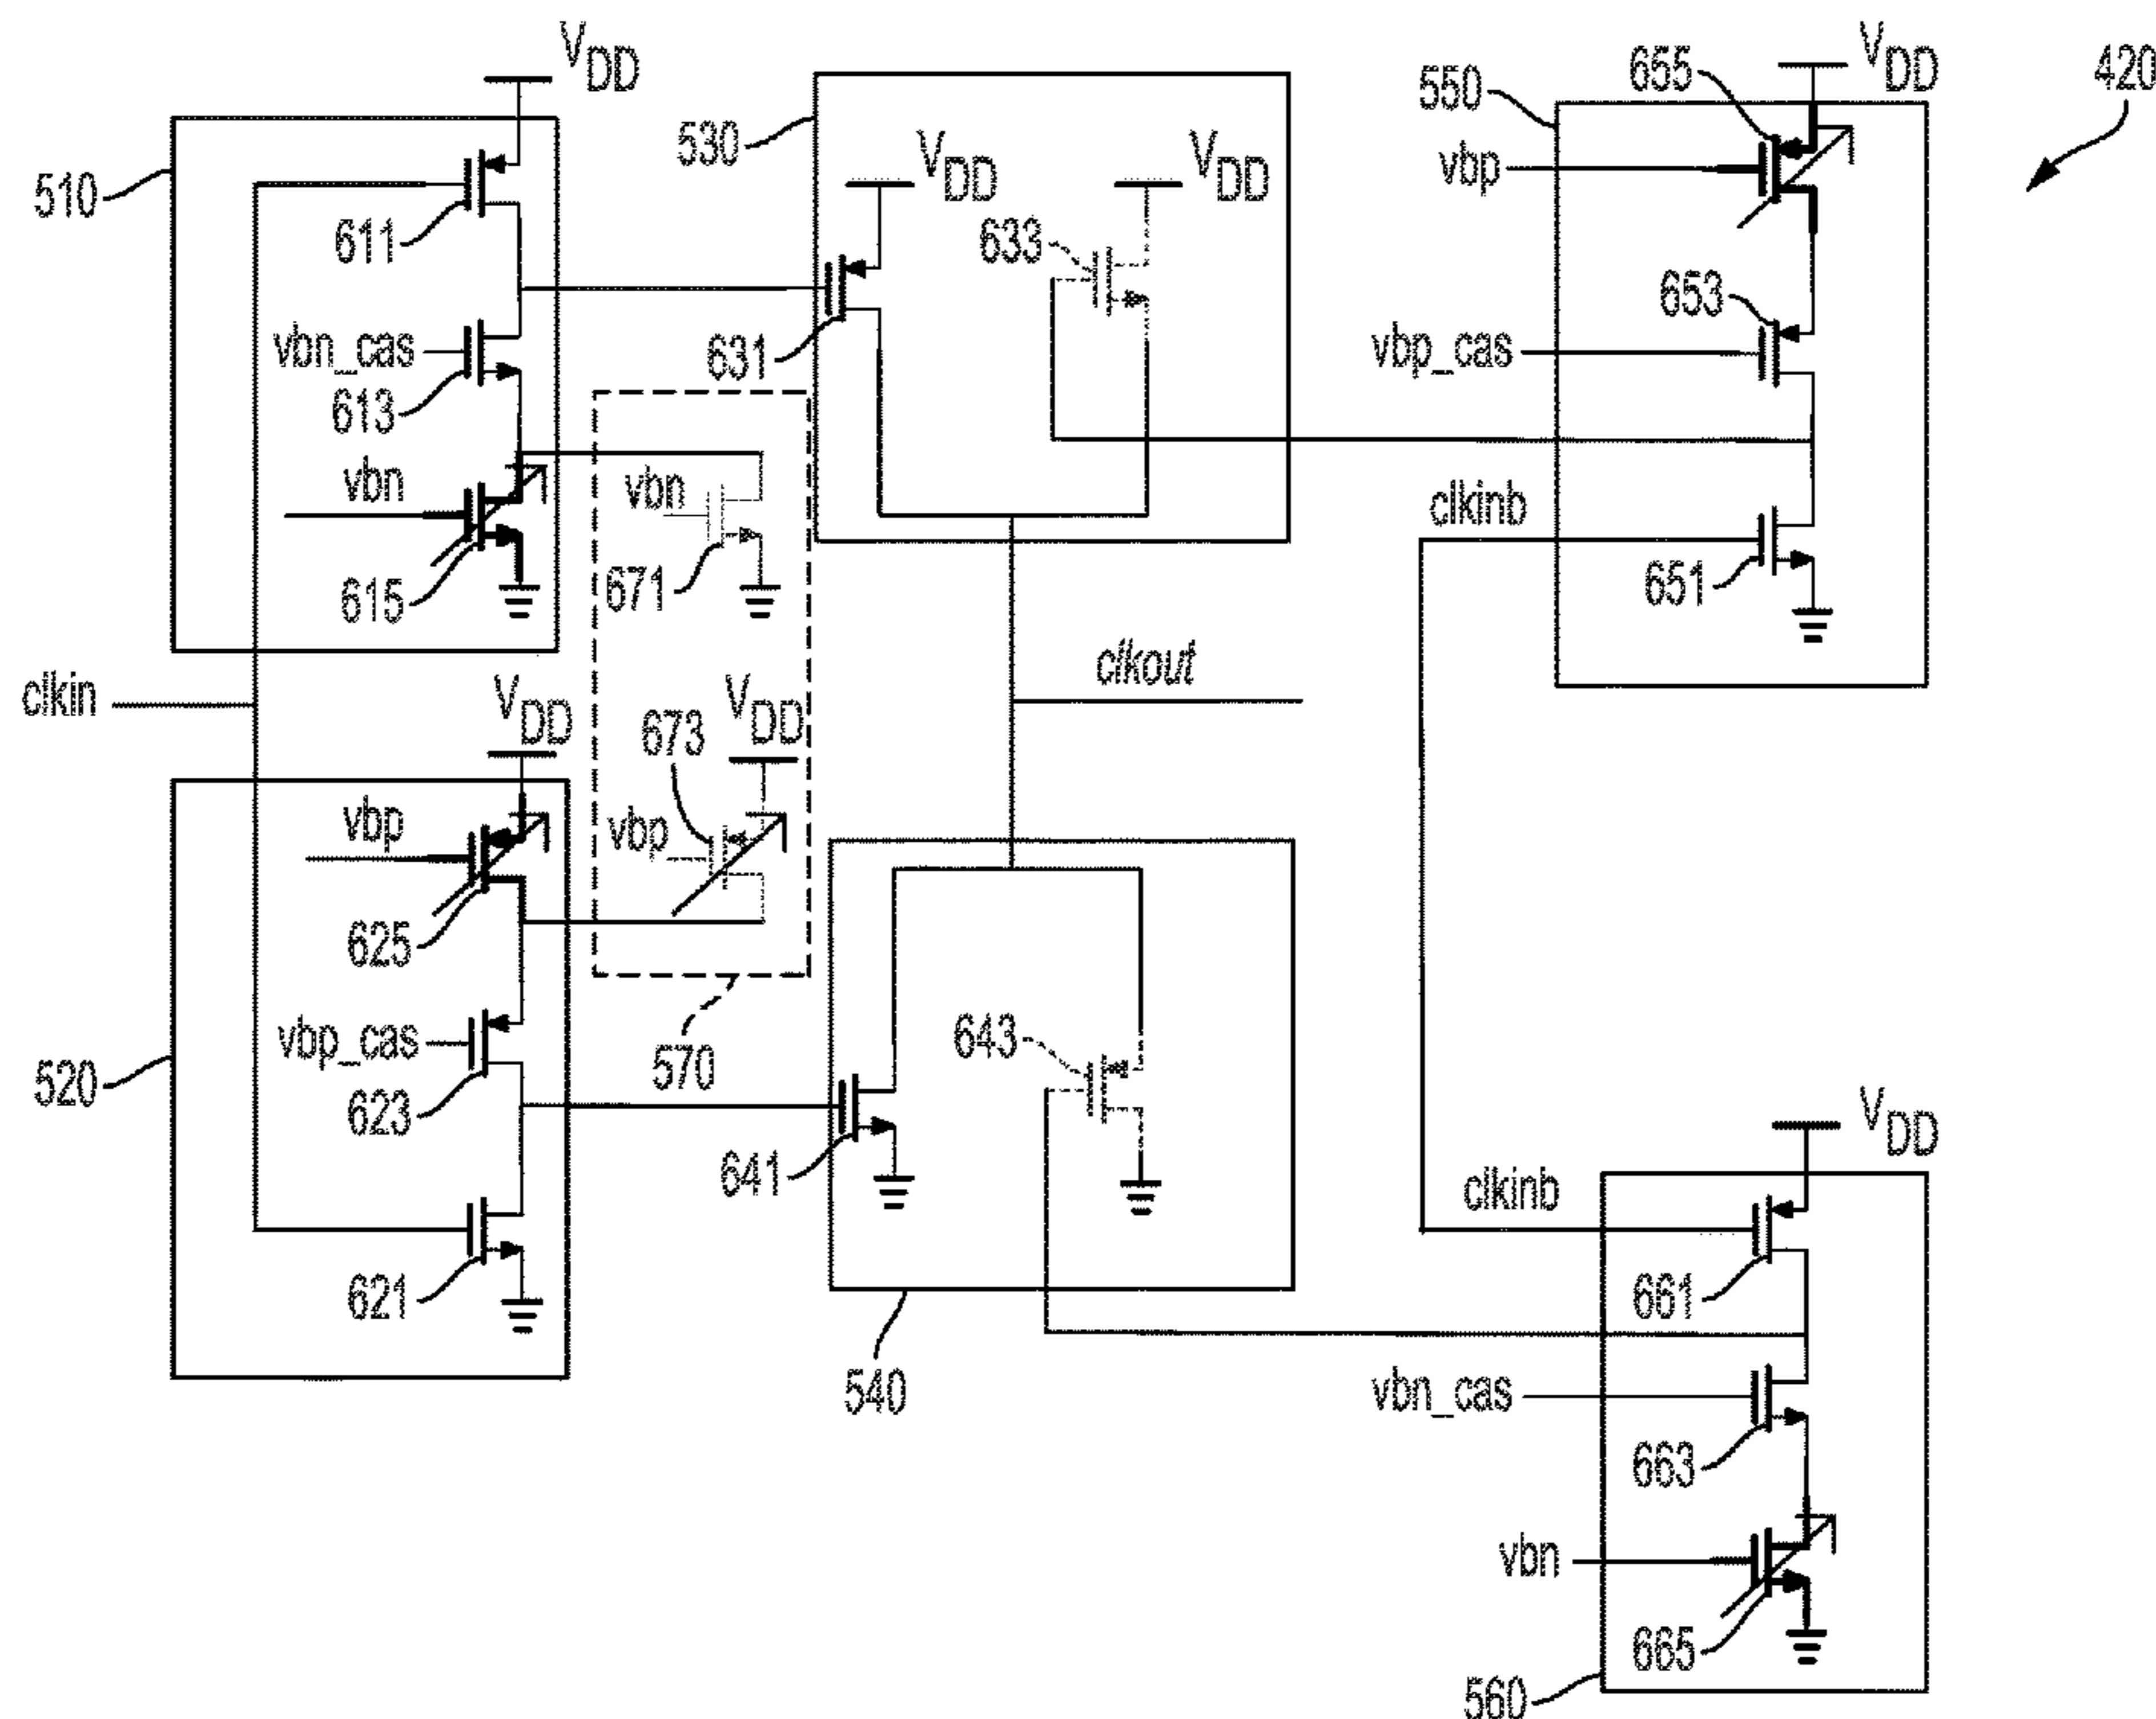 VDD
655
VDD
420
550
530
VDD
VDD
vbp
510
611
633
653
vbn_cas
631
vbp_cas
613
vbn
vbn
clkinb
615
671
651
clkin
clkout
VDD
673
VDD
vbp
vbp
625
vbp_cas
643
520
570
623
641
VDD
clkinb
621
661
540
vbn_cas
663
vbn
665
560